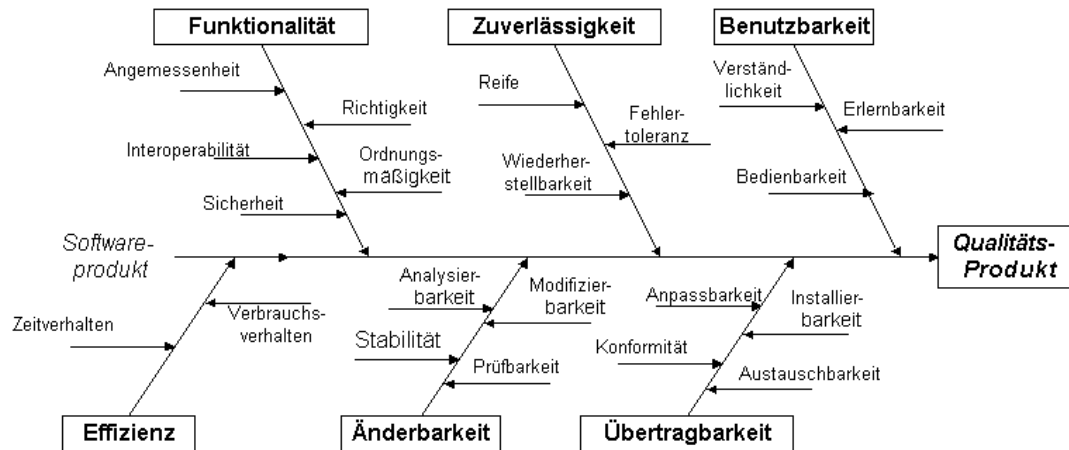 Funktionalität
Zuverlässigkeit
Benutzbarkeit
Angemessenheit
Richtigkeit
Interoperabilität
Ordnungs-
mäßigkeit
Sicherheit
Reife
Fehler-
toleranz
Wiederher-
stellbarkeit
Verständ-
lichkeit
Erlernbarkeit
Bedienbarkeit
Software-
produkt
Qualitäts-
Produkt
Zeitverhalten
Verbrauchs-
verhalten
Analysier-
barkeit
Modifizier-
barkeit
Stabilität
Prüfbarkeit
Anpassbarkeit
Installier-
barkeit
Konformität
Austauschbarkeit
Effizienz
Änderbarkeit
Übertragbarkeit